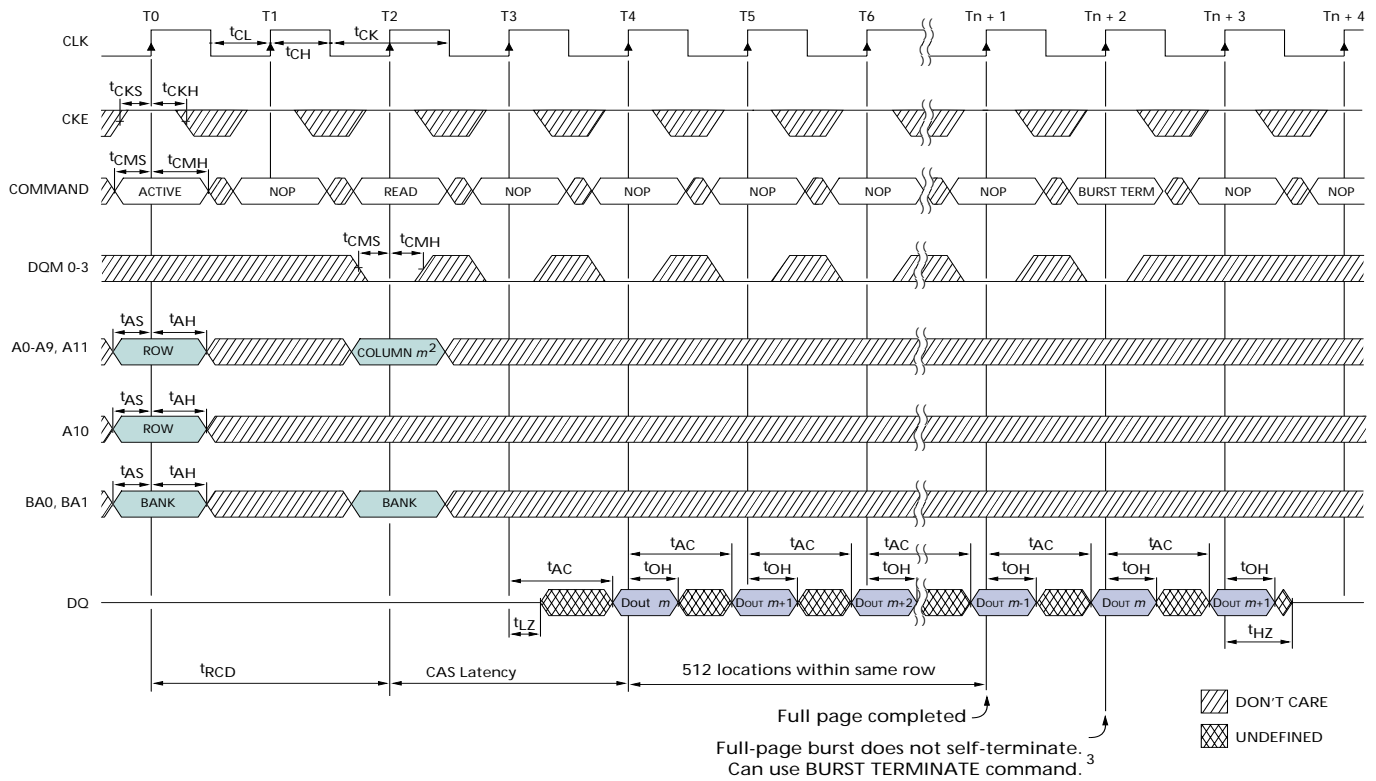 T0 T1 T2 T3 T4 T5 T6 Tn + 1 Tn + 2 Tn + 3 Tn + 4
CLK
tCL tCK
tCH
tCKS tCKH
CKE
tCMS tCMH
COMMAND ACTIVE NOP READ NOP NOP NOP NOP NOP BURST TERM NOP NOP
tCMS tCMH
DQM 0-3
tAS tAH
A0-A9, A11 ROW COLUMN m2
tAS tAH
A10 ROW
tAS tAH
BA0, BA1 BANK BANK
tAC tAC tAC tAC tAC
tAC tOH tOH tOH tOH tOH tOH
DQ Dout m DOUT m+1 DOUT m+2 DOUT m-1 DOUT m DOUT m+1
tLZ tHZ
tRCD CAS Latency 512 locations within same row
DON'T CARE
Full page completed
UNDEFINED
Full-page burst does not self-terminate. 3
Can use BURST TERMINATE command.